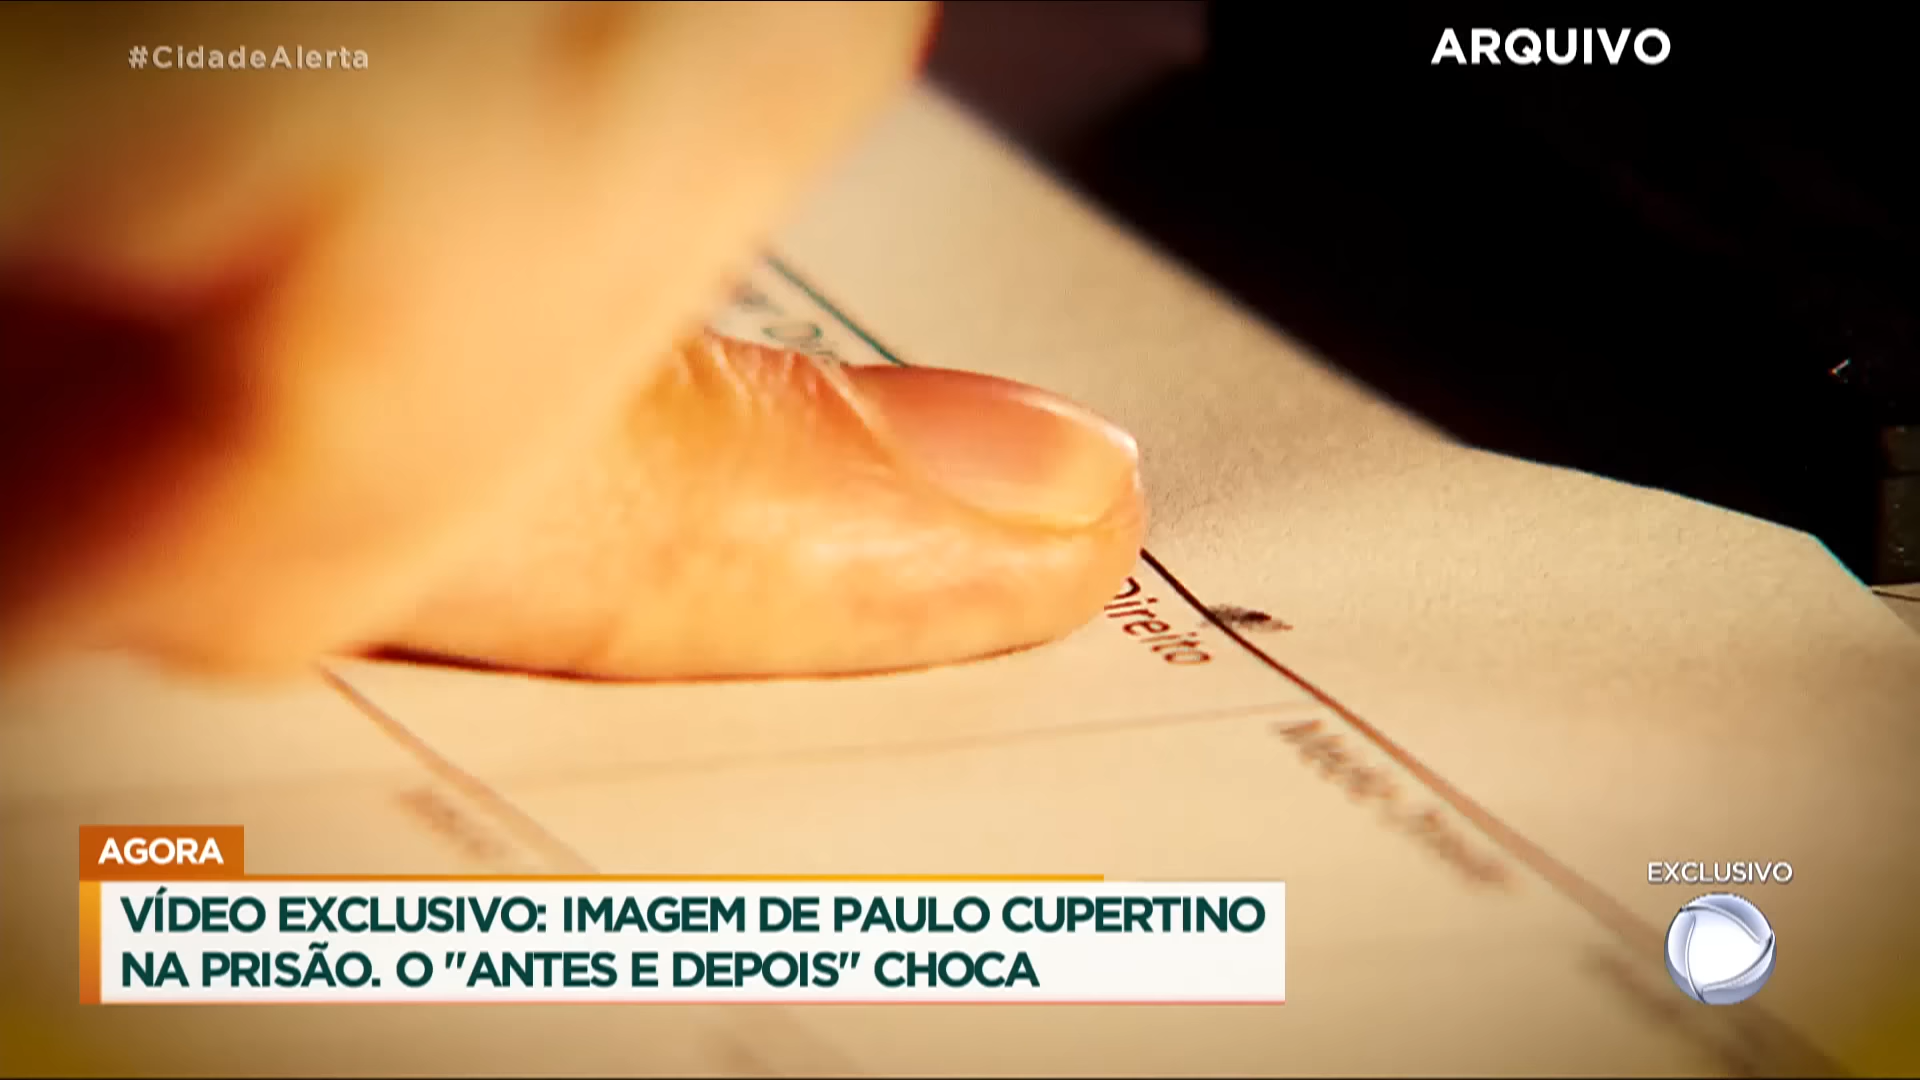 #CidadeAlerta
ARQUIVO
Direito
AGORA
VÍDEO EXCLUSIVO: IMAGEM DE PAULO CUPERTINO
NA PRISÃO. O "ANTES E DEPOIS" CHOCA
EXCLUSIVO